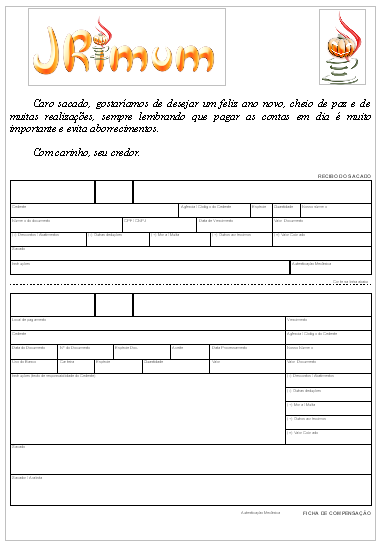 JRimum
Caro sacado, gostaríamos de desejar um feliz ano novo, cheio de paz e de
muitas realizações, sempre lembrando que pagar as contas em dia é muito
importante e evita aborrecimentos.
Com carinho, seu credor.
RECIBO DO SACADO
Cedente Agência / Código do Cedente Espécie Quantidade Nosso número
Número do documento CPF / CNPJ Data de Vencimento Valor Documento
(-) Desconto / Abatimentos (-) Outras deduções (+) Mora / Multa (+) Outros acréscimos (=) Valor Cobrado
Sacado
Instruções Autenticação Mecânica
Local de pagamento Vencimento
Cedente Agência / Código do Cedente
Data do Documento N.º do Documento Espécie Doc. Aceite Data Processamento Nosso Número
Uso do Banco Carteira Espécie Quantidade Valor Valor Documento
Instruções (texto de responsabilidade do Cedente) (-) Desconto / Abatimentos
(-) Outras deduções
(+) Mora / Multa
(+) Outros acréscimos
(=) Valor Cobrado
Sacado
Sacador / Avalista
Autenticação Mecânica FICHA DE COMPENSAÇÃO